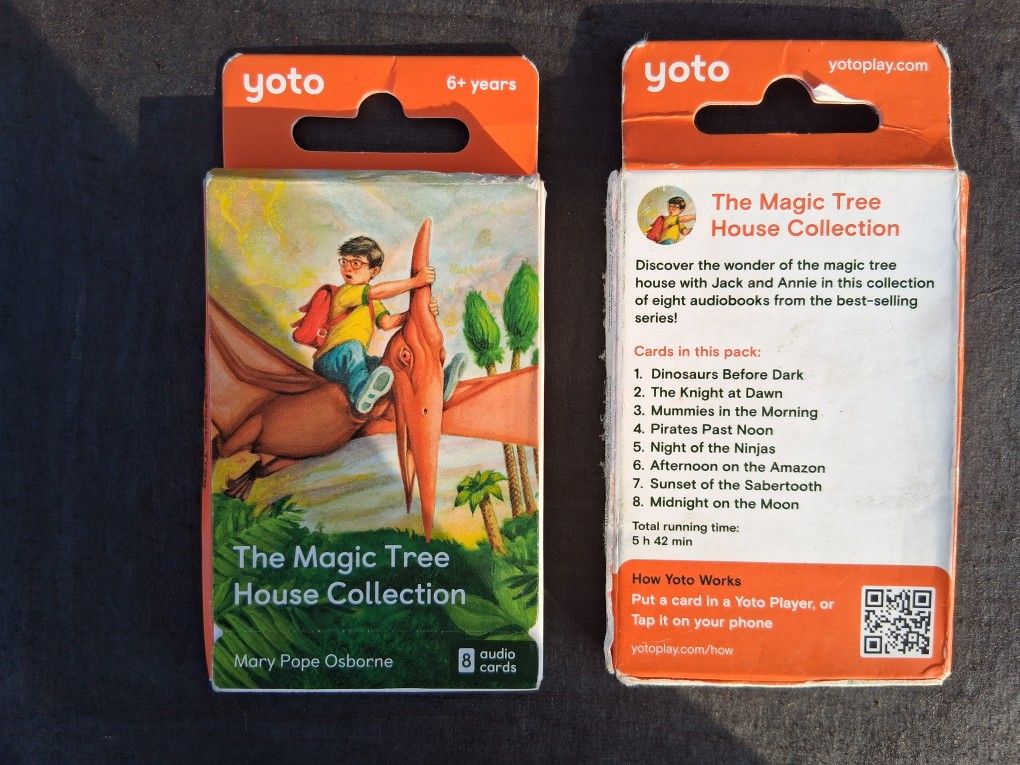 yoto
6+ years
The Magic Tree
House Collection
Mary Pope Osborne
8 audio
cards
yoto
yotoplay.com
The Magic Tree
House Collection
Discover the wonder of the magic tree
house with Jack and Annie in this collection
of eight audiobooks from the best-selling
series!
Cards in this pack:
1. Dinosaurs Before Dark
2. The Knight at Dawn
3. Mummies in the Morning
4. Pirates Past Noon
5. Night of the Ninjas
6. Afternoon on the Amazon
7. Sunset of the Sabertooth
8. Midnight on the Moon
Total running time:
5 h 42 min
How Yoto Works
Put a card in a Yoto Player, or
Tap it on your phone
yotoplay.com/how